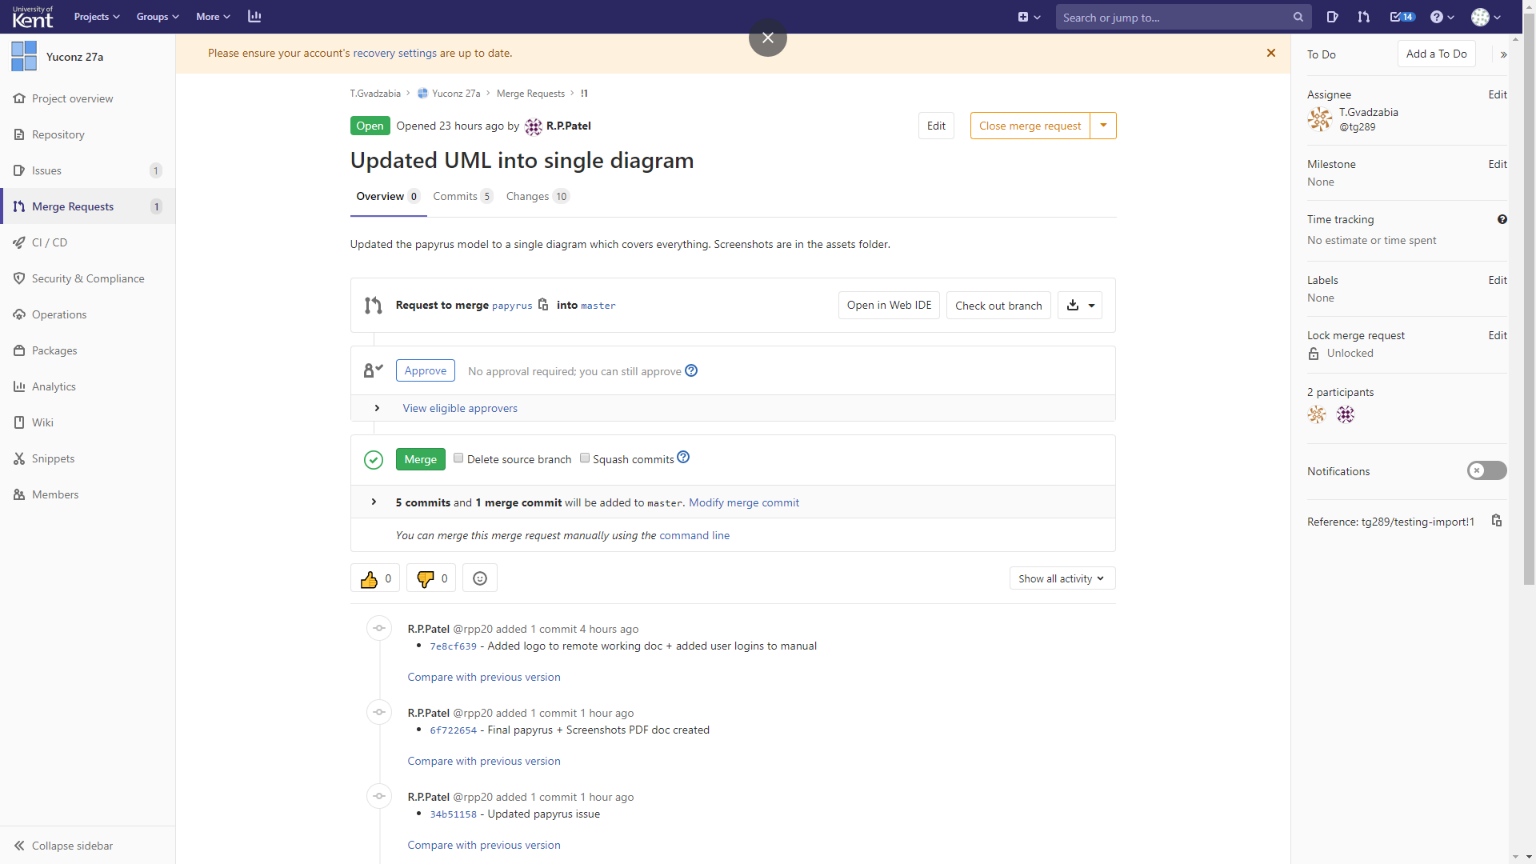 University of
Kent
Projects
Groups
More
Search or jump to...
14
Yuconz 27a
Project overview
Repository
Issues 1
Merge Requests 1
CI / CD
Security & Compliance
Operations
Packages
Analytics
Wiki
Snippets
Members
Collapse sidebar
Please ensure your account's recovery settings are up to date.
T.Gvadzabia > Yuconz 27a > Merge Requests > !1
Open Opened 23 hours ago by R.P.Patel
Edit
Close merge request
Updated UML into single diagram
Overview 0 Commits 5 Changes 10
Updated the papyrus model to a single diagram which covers everything. Screenshots are in the assets folder.
Request to merge papyrus into master
Open in Web IDE
Check out branch
Approve No approval required; you can still approve
View eligible approvers
Merge Delete source branch Squash commits
5 commits and 1 merge commit will be added to master. Modify merge commit
You can merge this merge request manually using the command line
0
0
Show all activity
R.P.Patel @rpp20 added 1 commit 4 hours ago
7e8cf639 - Added logo to remote working doc + added user logins to manual
Compare with previous version
R.P.Patel @rpp20 added 1 commit 1 hour ago
6f722654 - Final papyrus + Screenshots PDF doc created
Compare with previous version
R.P.Patel @rpp20 added 1 commit 1 hour ago
34b51158 - Updated papyrus issue
Compare with previous version
To Do
Add a To Do
Assignee Edit
T.Gvadzabia
@tg289
Milestone Edit
None
Time tracking
No estimate or time spent
Labels Edit
None
Lock merge request Edit
Unlocked
2 participants
Notifications
Reference: tg289/testing-import!1